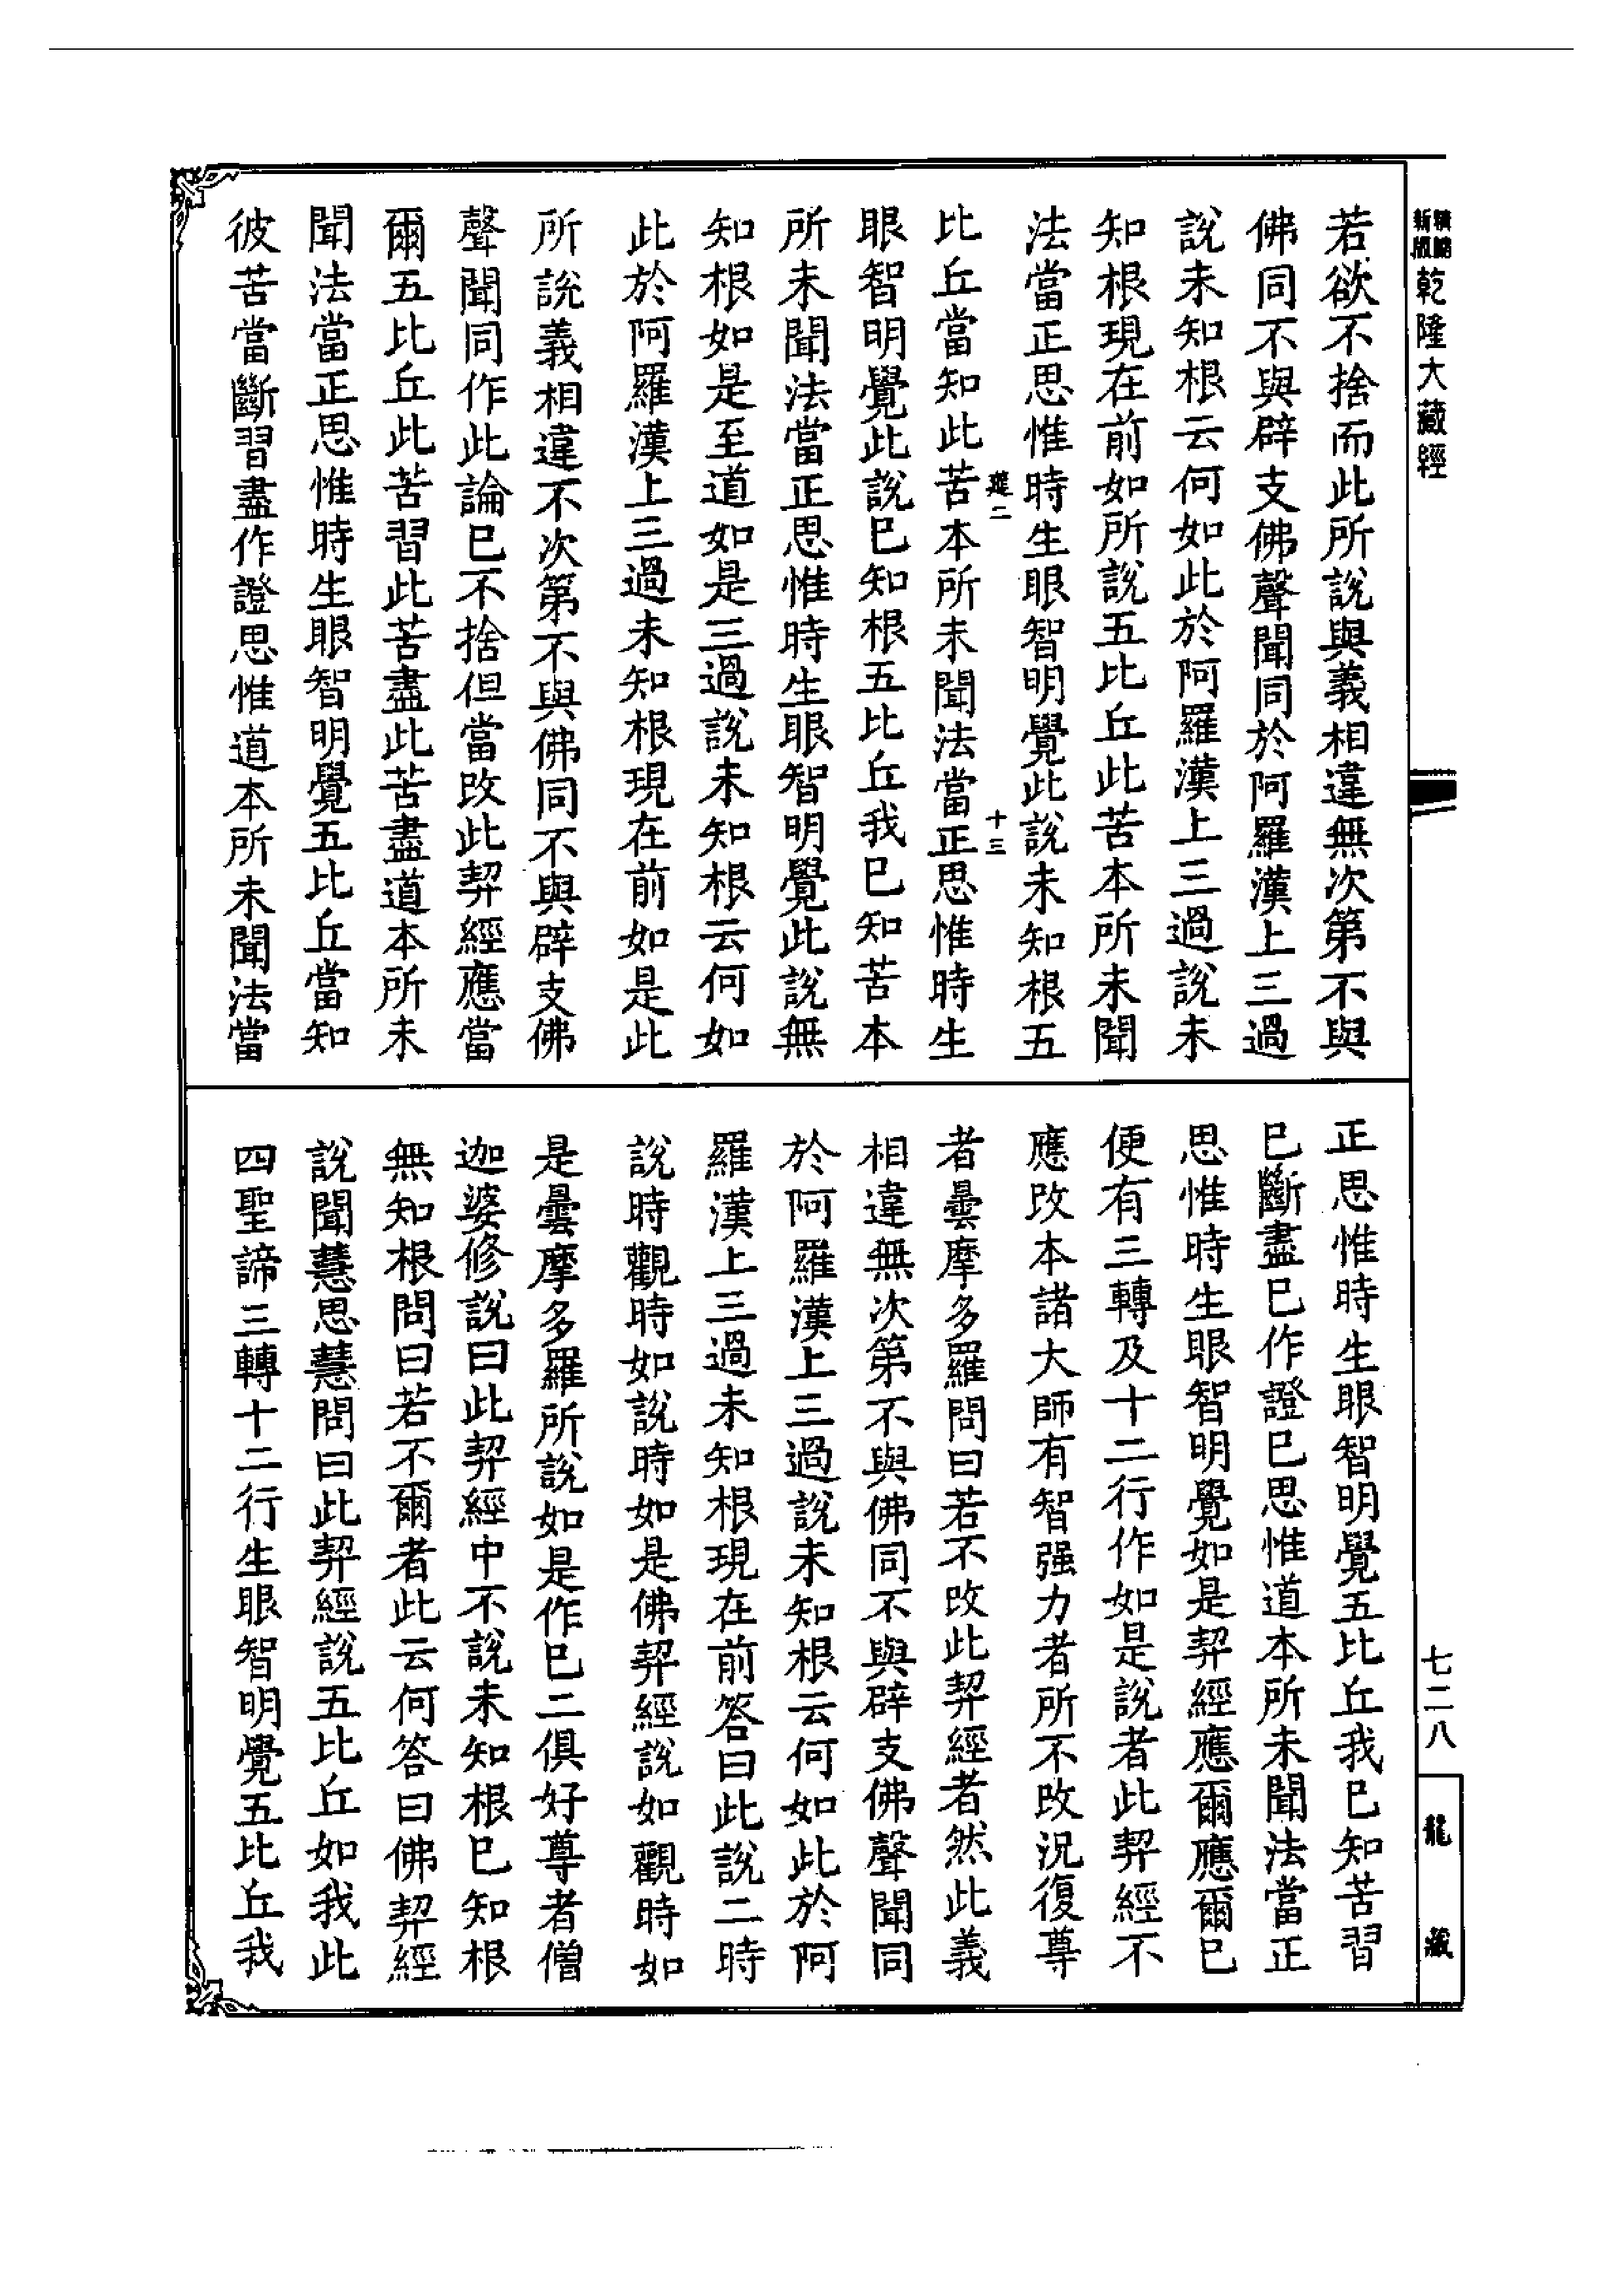 新版
乾隆大藏經
若欲不捨而此所說與義相違無次第不與
佛同不與辟支佛聲聞同於阿羅漢上三過
說未知根云何如此於阿羅漢上三過說未
知根現在前如所說五比丘此苦本所未聞
法當正思惟時生眼智明覺此說未知根五
二 十三
比丘當知此苦本所未聞法當正思惟時生
眼智明覺此說已知根五比丘我已知苦本
所未聞法當正思惟時生眼智明覺此說無
知根如是至道如是三過說未知根云何如
此於阿羅漢上三過未知根現在前如是此
所說義相違不次第不與佛同不與辟支佛
聲聞同作此論已不捨但當改此契經應當
爾五比丘此苦習此苦盡此苦盡道本所未
聞法當正思惟時生眼智明覺五比丘當知
彼苦當斷習盡作證思惟道本所未聞法當
正思惟時生眼智明覺五比丘我已知苦習
已斷盡已作證已思惟道本所未聞法當正
思惟時生眼智明覺如是契經應爾應爾已
便有三轉及十二行作如是說者此契經不
應改本諸大師有智强力者所不改況復尊
者曇摩多羅問曰若不改此契經者然此義
相違無次第不與佛同不與辟支佛聲聞同
於阿羅漢上三過說未知根云何如此於阿
羅漢上三過未知根現在前答曰此說二時
說時觀時如說時如是佛契經說如觀時如
是曇摩多羅所說如是作已二俱好尊者僧
迦婆修說曰此契經中不說未知根已知根
無知根問曰若不爾者此云何答曰佛契經
說聞慧思慧問曰此契經說五比丘如我此
四聖諦三轉十二行生眼智明覺五比丘我
七二八
龍藏